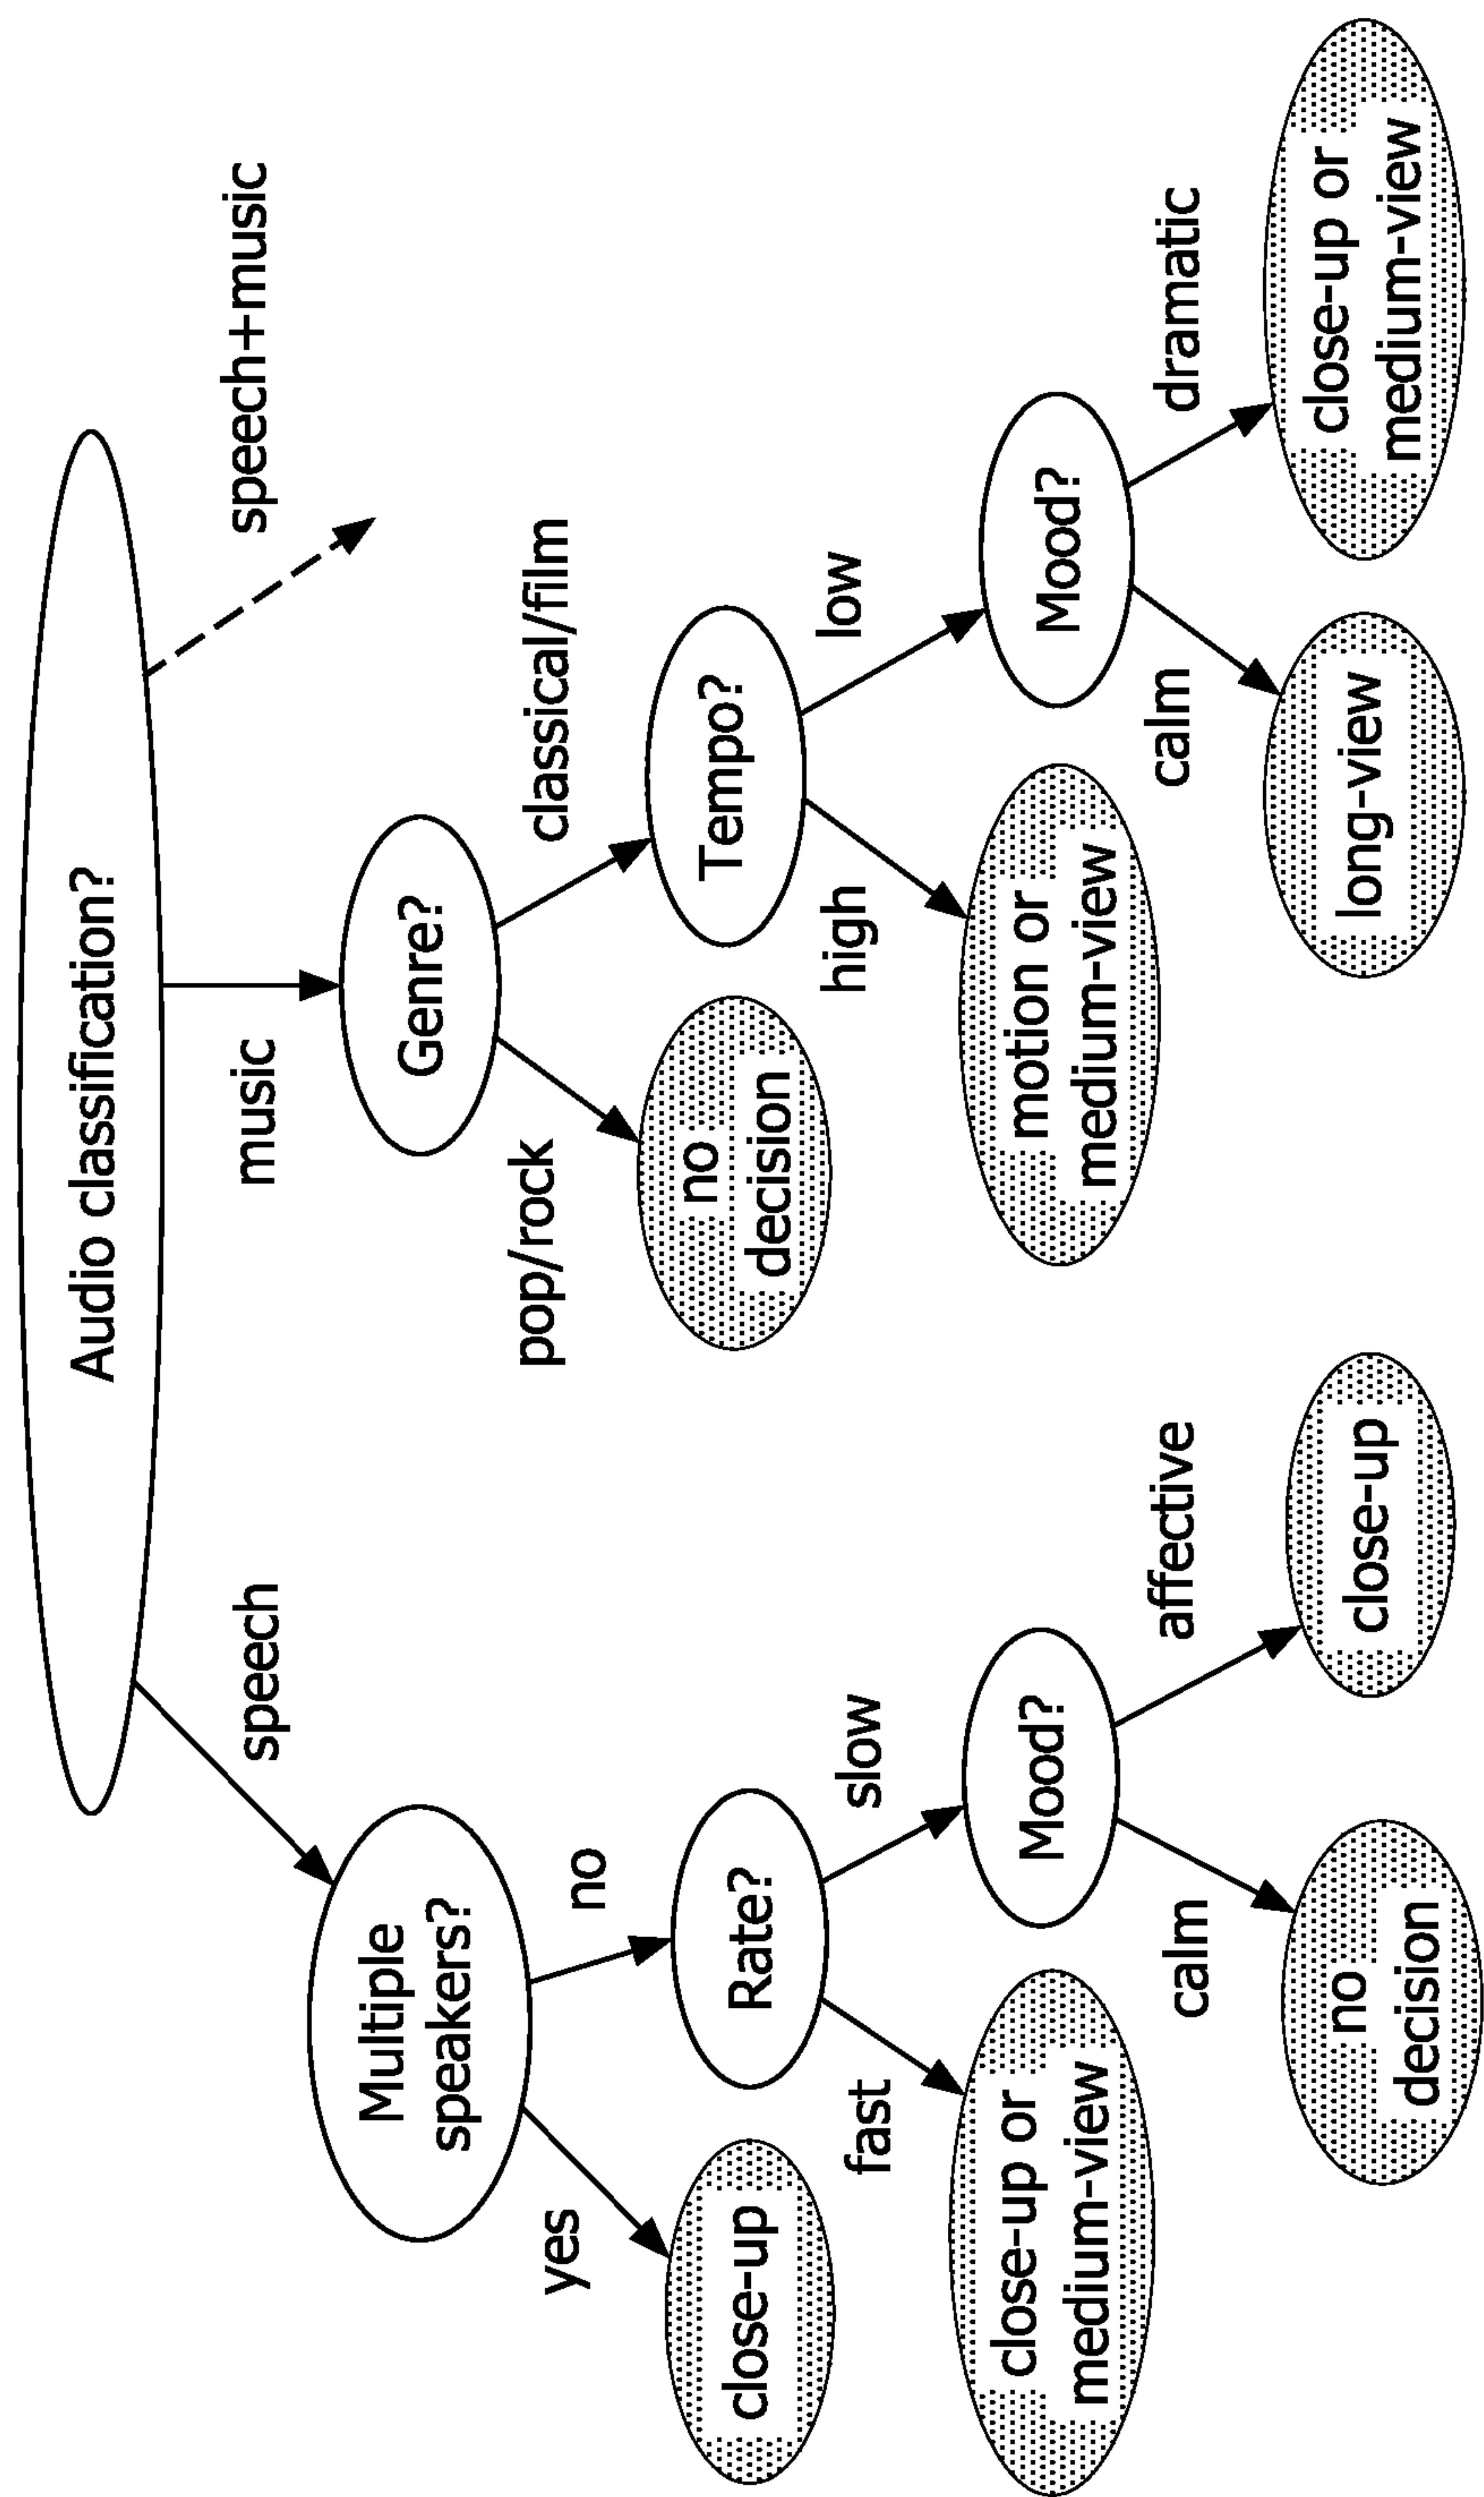 Audio classification?
speech
music
speech+music
Multiple
speakers?
Genre?
yes
no
pop/rock
classical/film
close-up
Rate?
no
decision
Tempo?
fast
slow
high
low
close-up or
medium-view
Mood?
motion or
medium-view
Mood?
calm
affective
calm
dramatic
no
decision
close-up
long-view
close-up or
medium-view